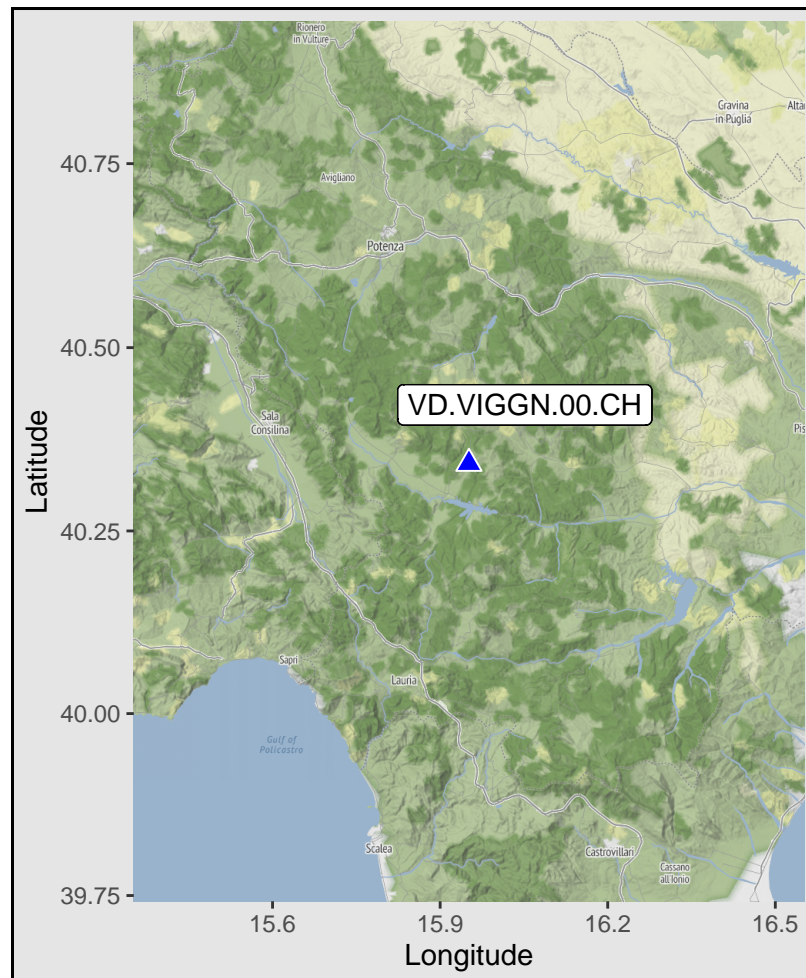 Rionero
in Vulture
Gravina
in Puglia
Alta
40.75
Avigliano
Potenza
40.50
VD.VIGGN.00.CH
Sala
Consilina
Pis
Latitude
40.25
Sapri
Lauria
40.00
Gulf of
Policastro
Scalea
Castrovillari
Cassano
all'Ionio
39.75
15.6
15.9
16.2
16.5
Longitude